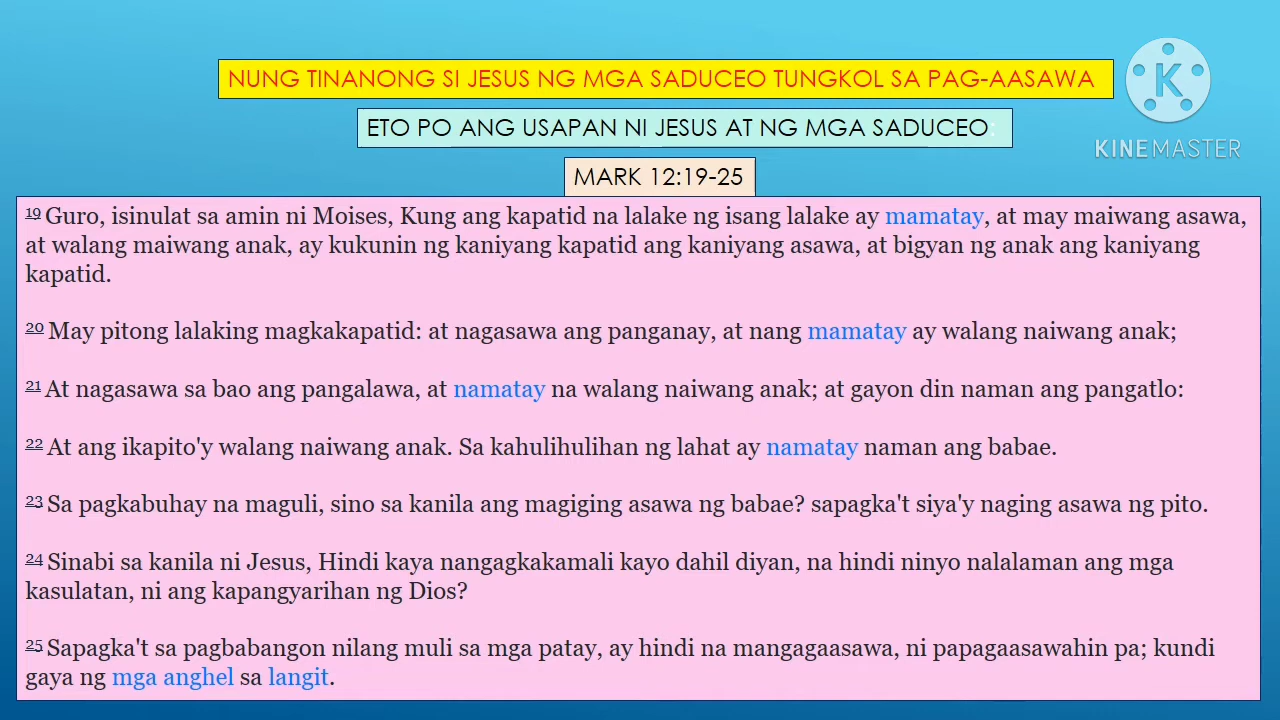 NUNG TINANONG SI JESUS NG MGA SADUCEO TUNGKOL SA PAG-AASAWA
ETO PO ANG USAPAN NI JESUS AT NG MGA SADUCEO:
K
KINEMASTER
MARK 12:19-25
19 Guro, isinulat sa amin ni Moises, Kung ang kapatid na lalake ng isang lalake ay mamatay, at may maiwang asawa,
at walang maiwang anak, ay kukunin ng kaniyang kapatid ang kaniyang asawa, at bigyan ng anak ang kaniyang
kapatid.
20 May pitong lalaking magkakapatid: at nagasawa ang panganay, at nang mamatay ay walang naiwang anak;
21 At nagasawa sa bao ang pangalawa, at namatay na walang naiwang anak; at gayon din naman ang pangatlo:
22 At ang ikapito'y walang naiwang anak. Sa kahulihulihan ng lahat ay namatay naman ang babae.
23 Sa pagkabuhay na maguli, sino sa kanila ang magiging asawa ng babae? sapagka't siya'y naging asawa ng pito.
24 Sinabi sa kanila ni Jesus, Hindi kaya nangagkakamali kayo dahil diyan, na hindi ninyo nalalaman ang mga
kasulatan, ni ang kapangyarihan ng Dios?
25 Sapagka't sa pagbabangon nilang muli sa mga patay, ay hindi na mangagaasawa, ni papagaasawahin pa; kundi
gaya ng mga anghel sa langit.